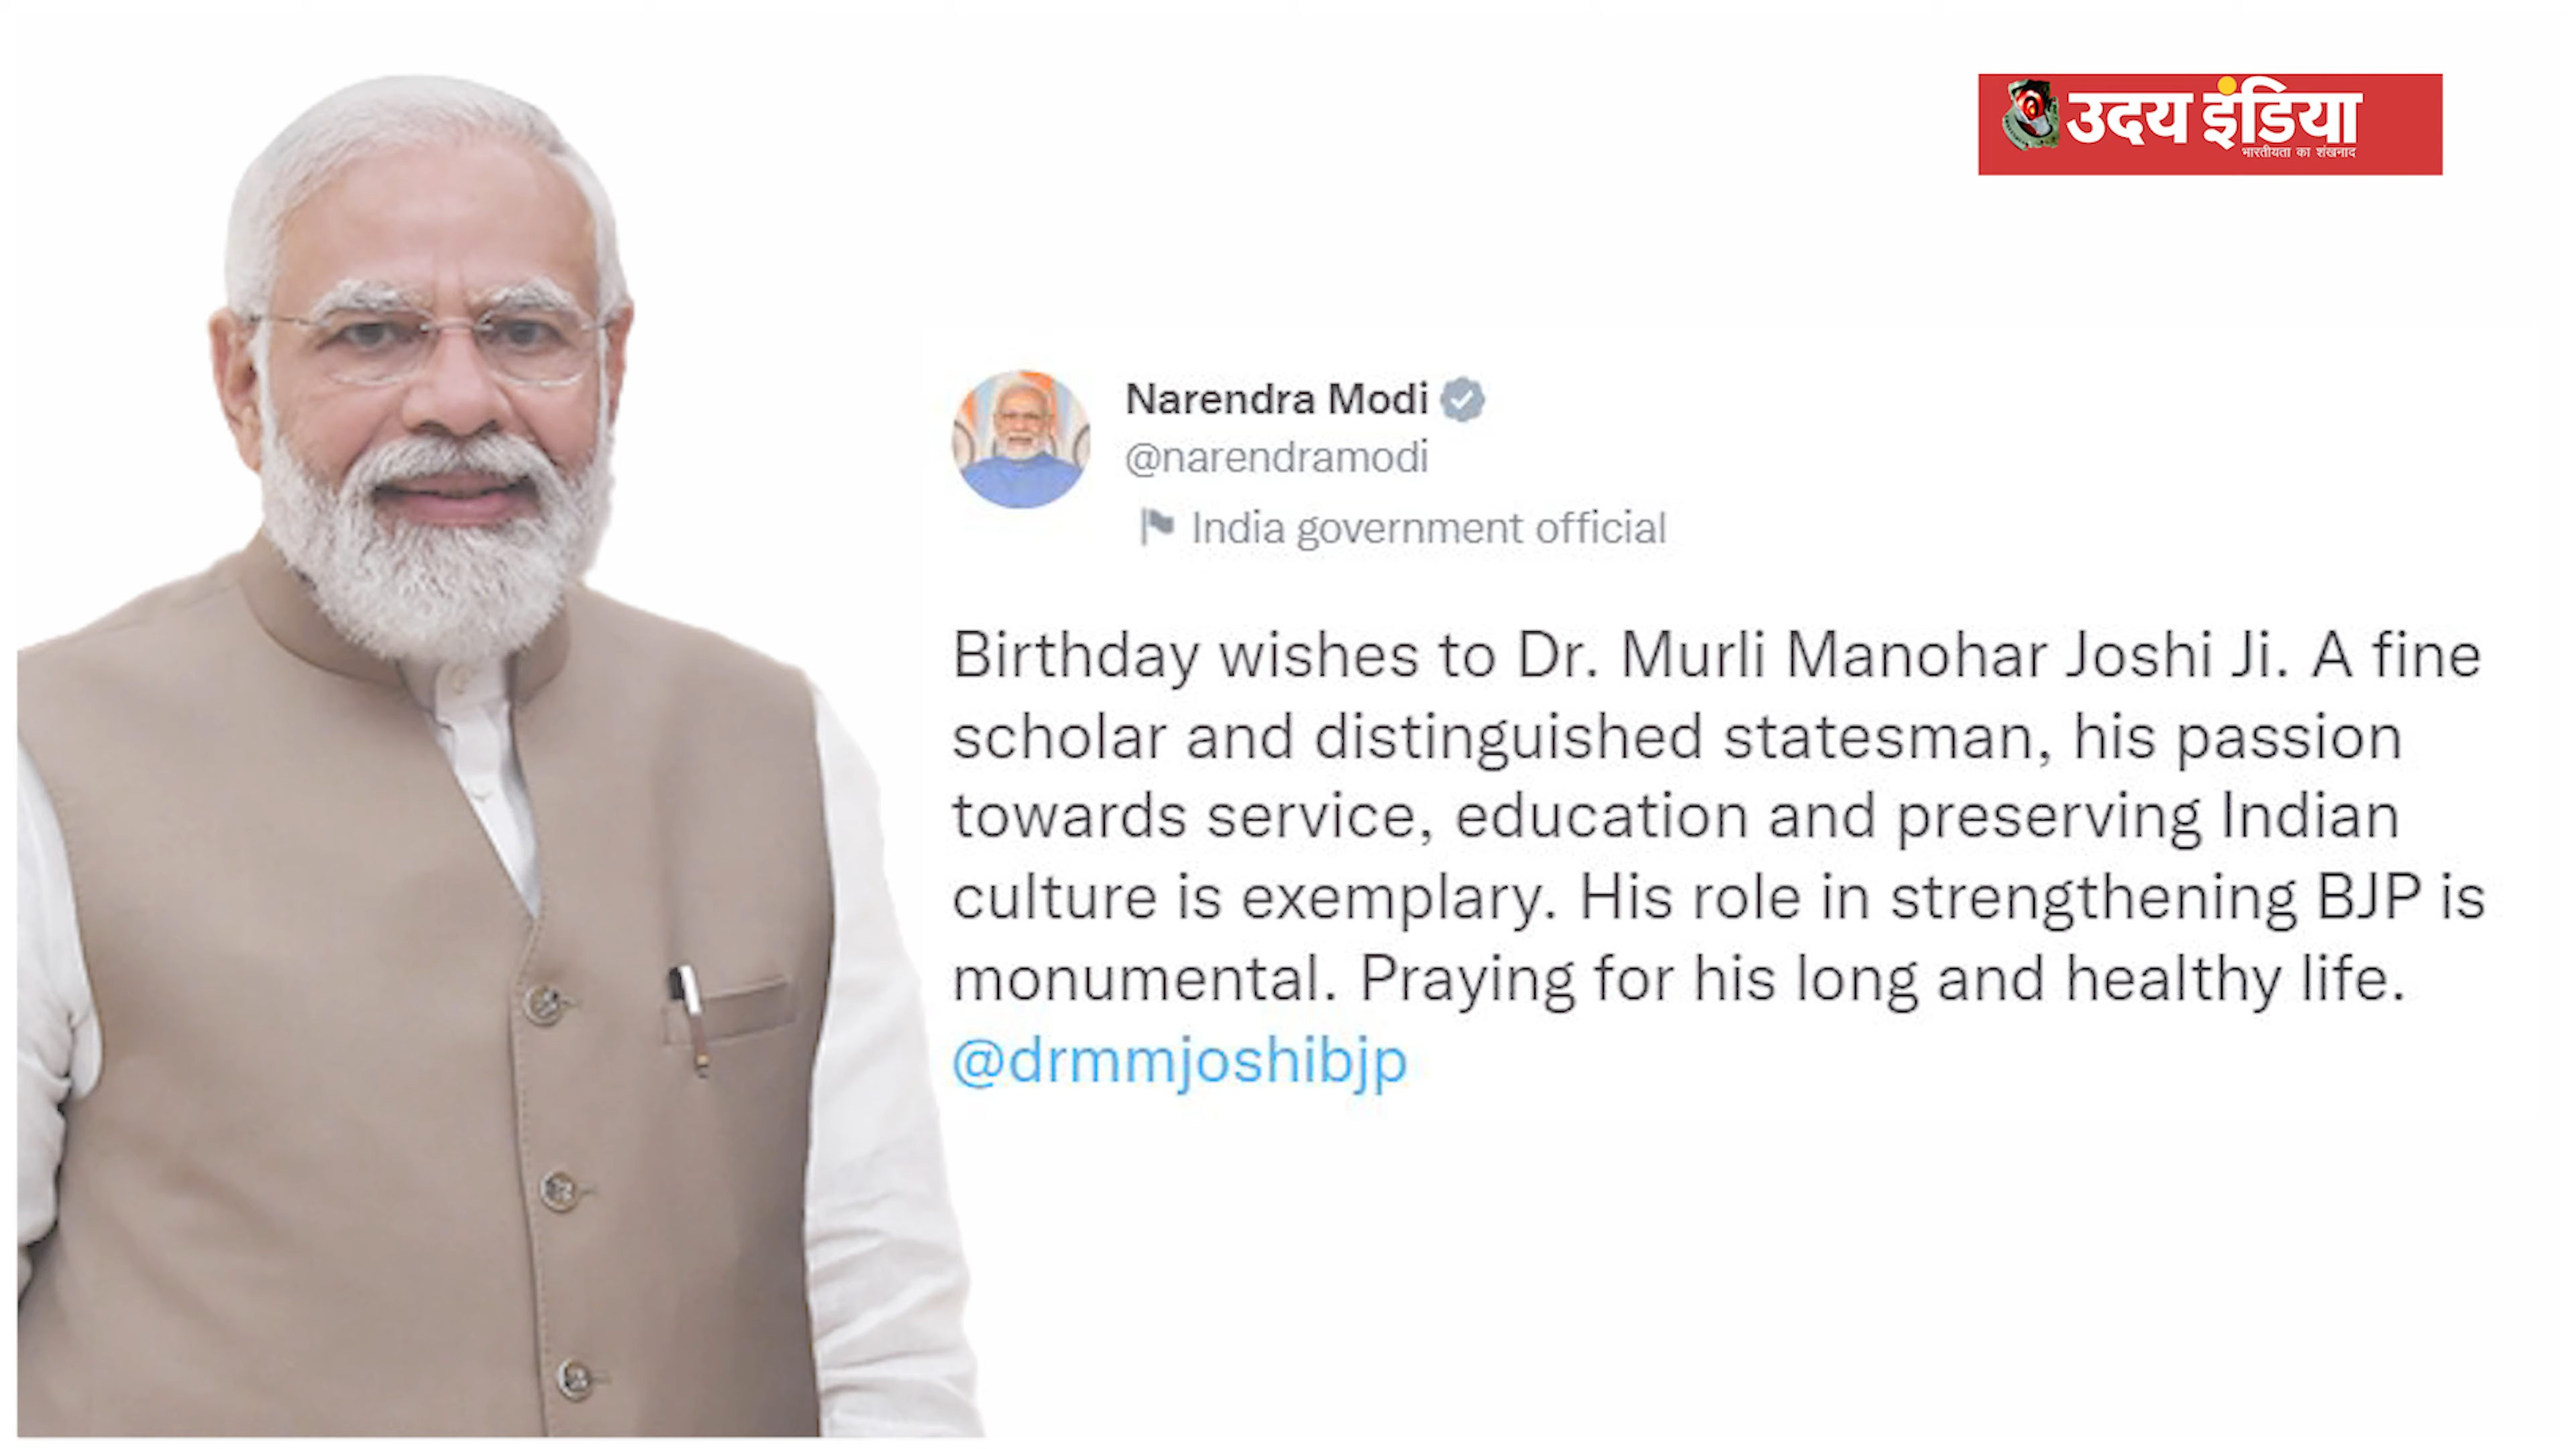 उदय इंडिया
भारतीयता का शंखनाद
Narendra Modi
@narendramodi
India government official
Birthday wishes to Dr. Murli Manohar Joshi Ji. A fine
scholar and distinguished statesman, his passion
towards service, education and preserving Indian
culture is exemplary. His role in strengthening BJP is
monumental. Praying for his long and healthy life.
@drmmjoshibjp